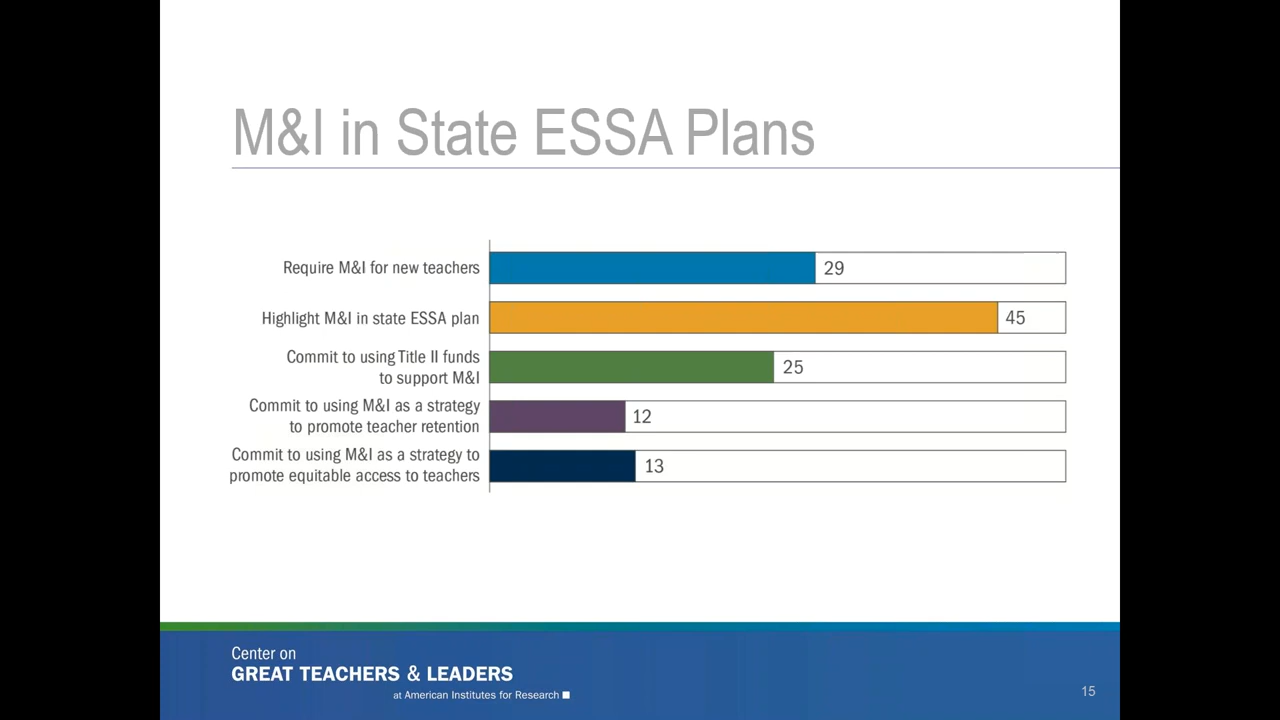 M&I in State ESSA Plans
Require M&I for new teachers
29
Highlight M&I in state ESSA plan
45
Commit to using Title II funds
to support M&I
25
Commit to using M&I as a strategy
to promote teacher retention
12
Commit to using M&I as a strategy to
promote equitable access to teachers
13
Center on
GREAT TEACHERS & LEADERS
at American Institutes for Research
15